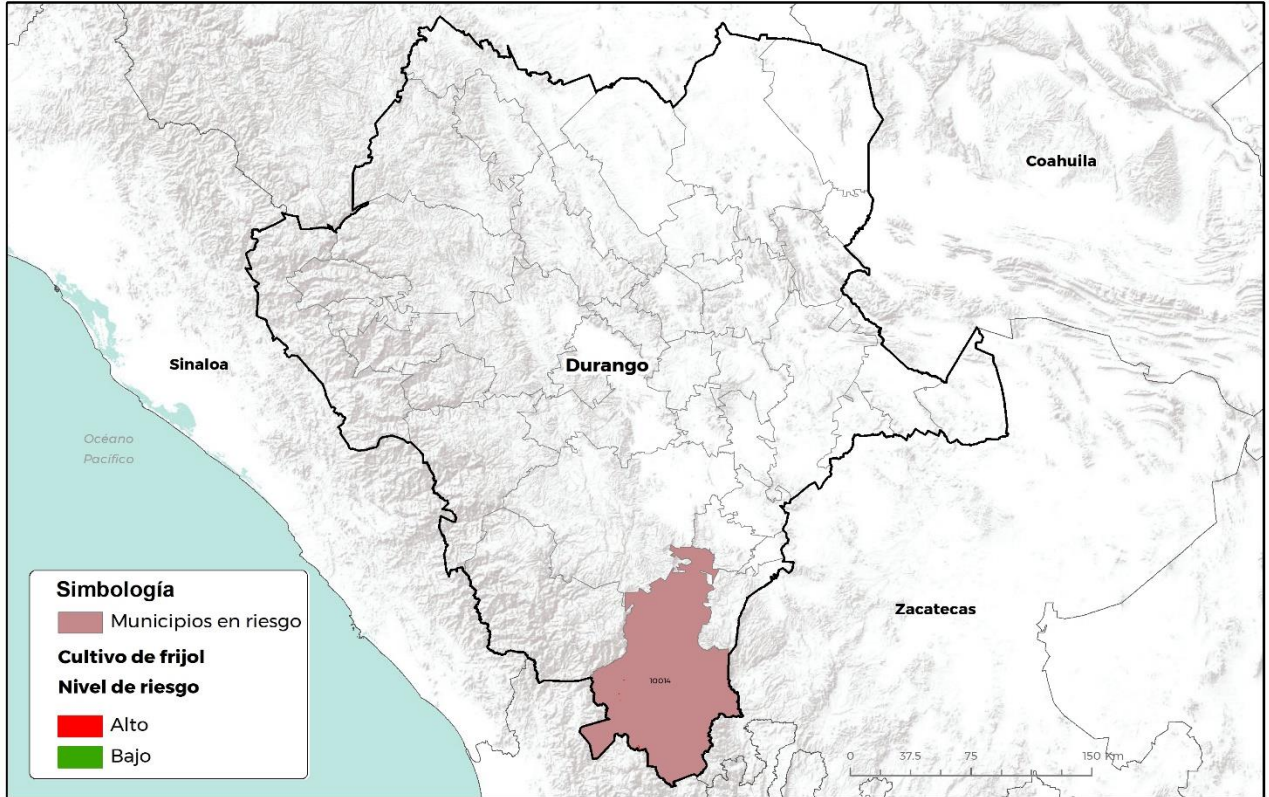 Coahuila
Sinaloa
Durango
Océano
Pacífico
Zacatecas
10014
Simbología
Municipios en riesgo
Cultivo de frijol
Nivel de riesgo
Alto
Bajo
0 37.5 75 150 Km